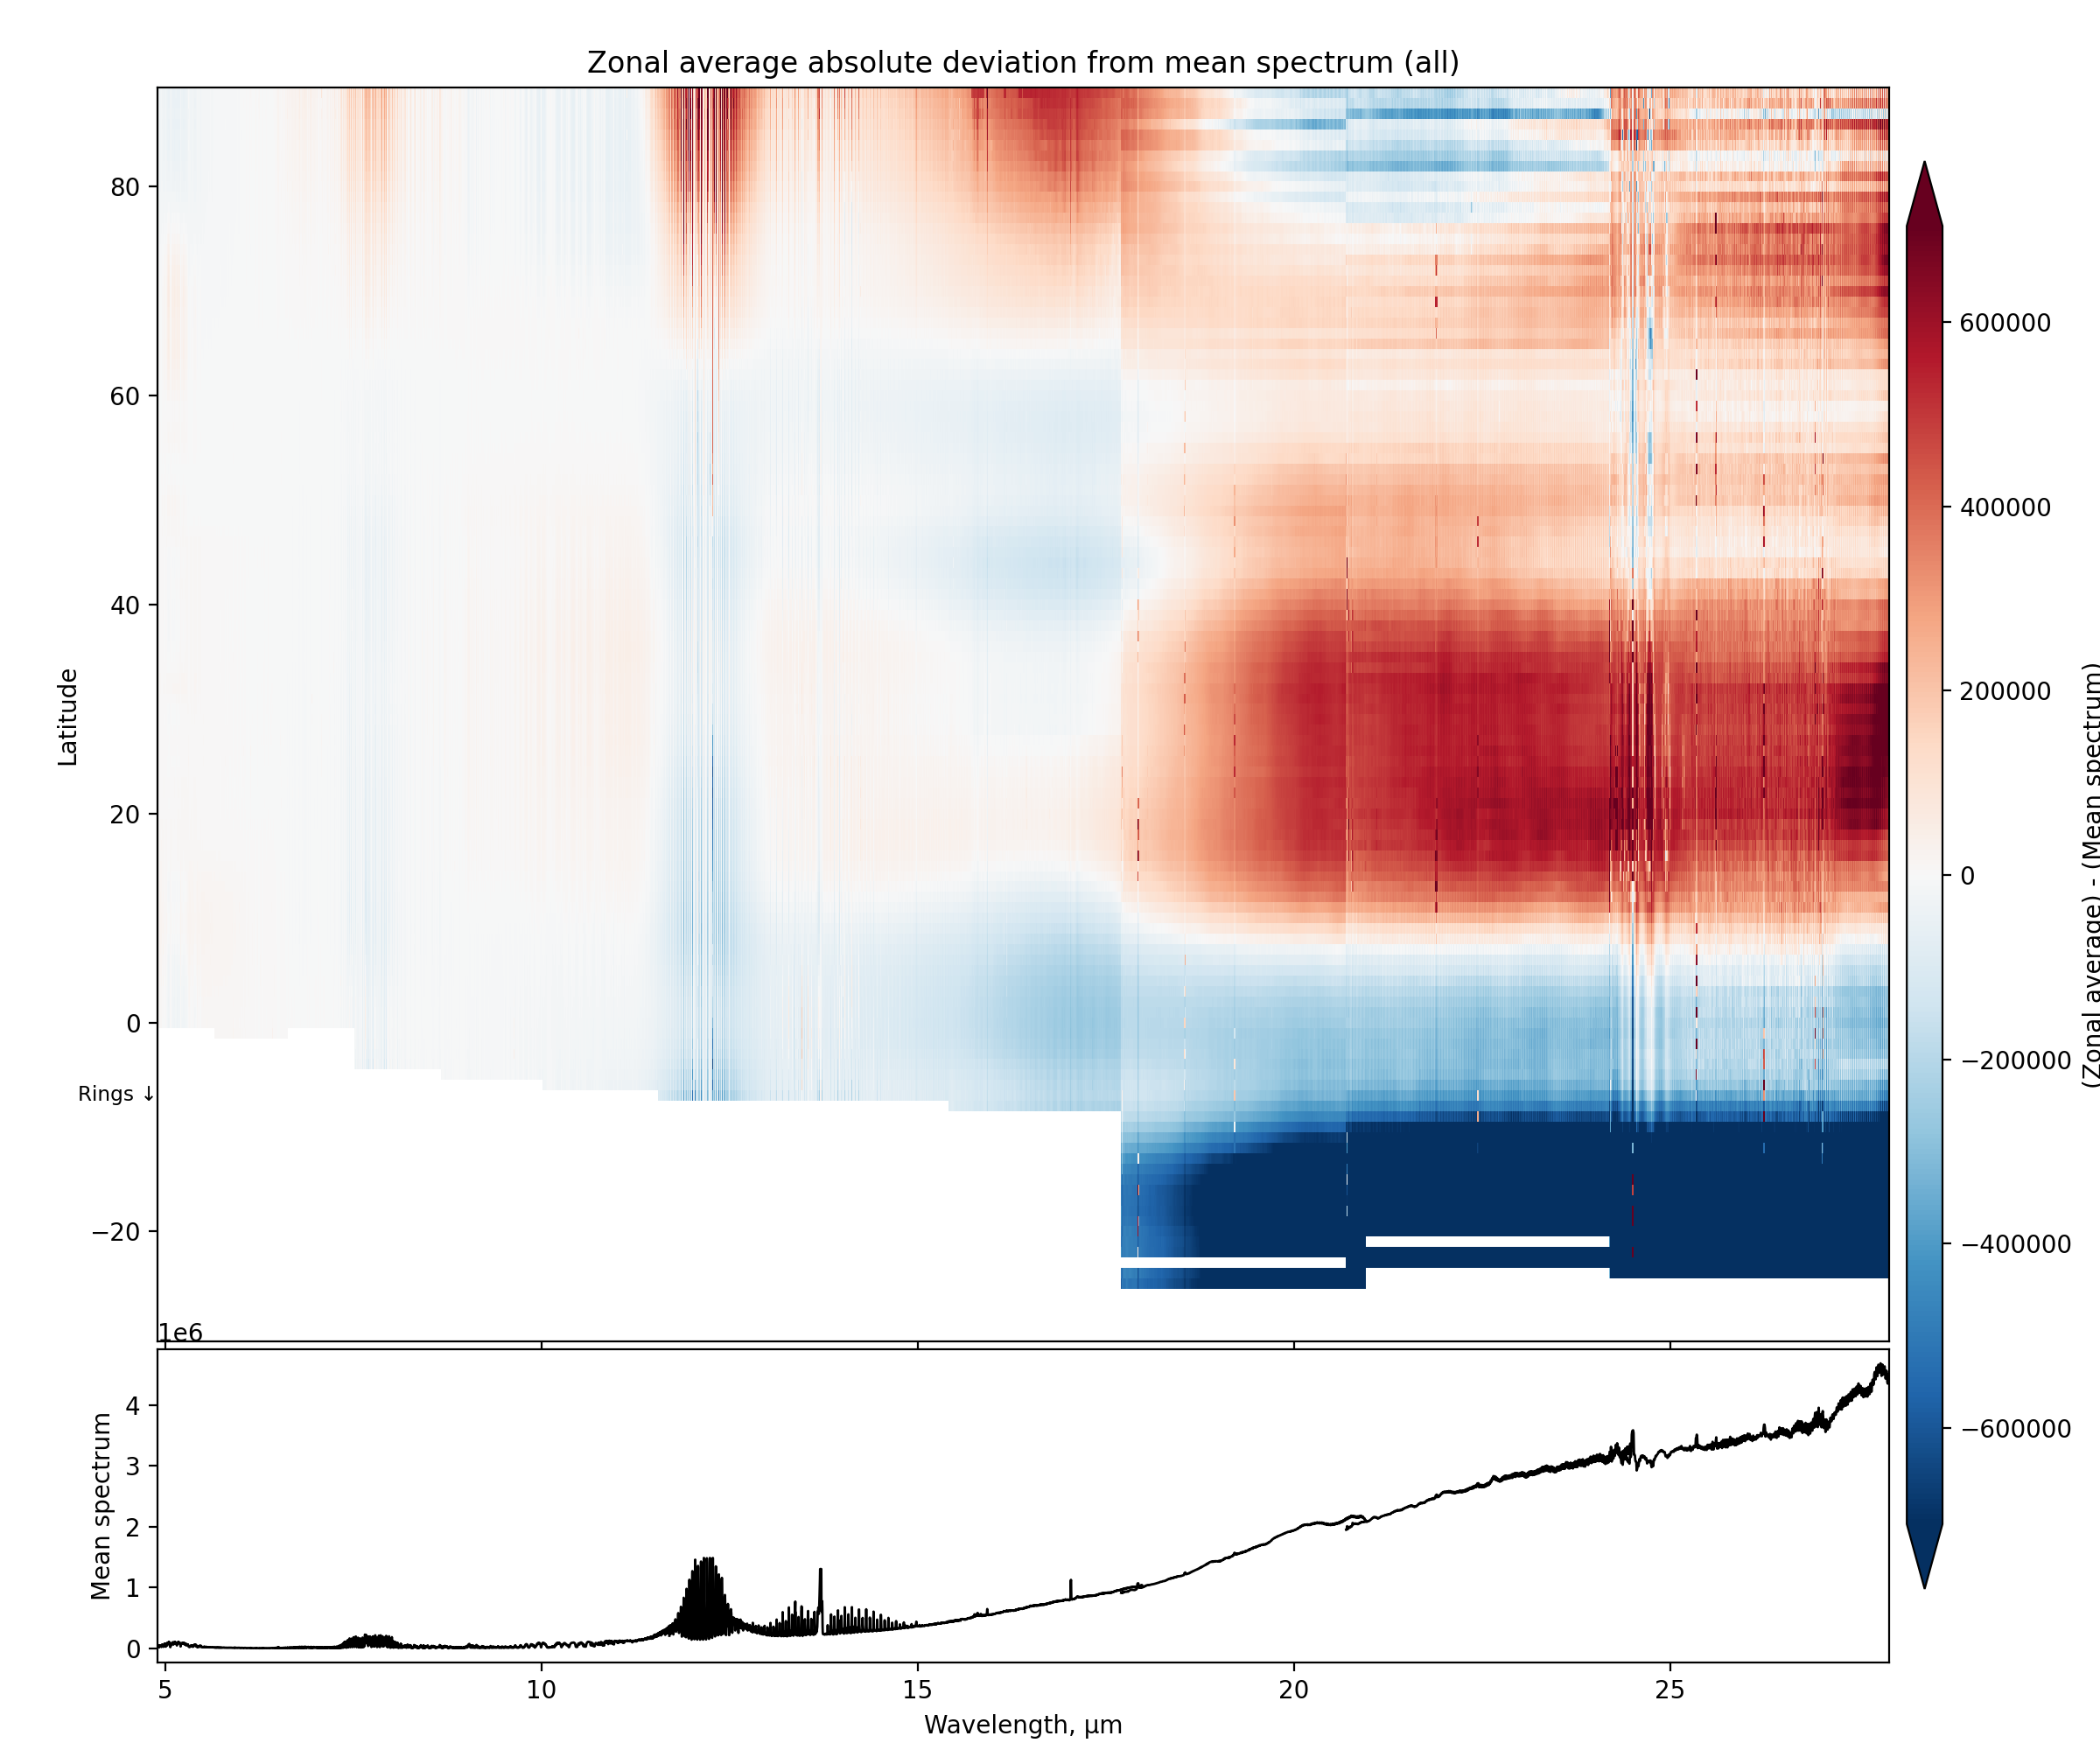 Zonal average absolute deviation from mean spectrum (all)
80
60
40
20
0
Rings ↓
−20
Latitude
600000
400000
200000
0
−200000
−400000
−600000
(Zonal average) - (Mean spectrum)
1e6
4
3
2
1
0
Mean spectrum
5 10 15 20 25
Wavelength, µm